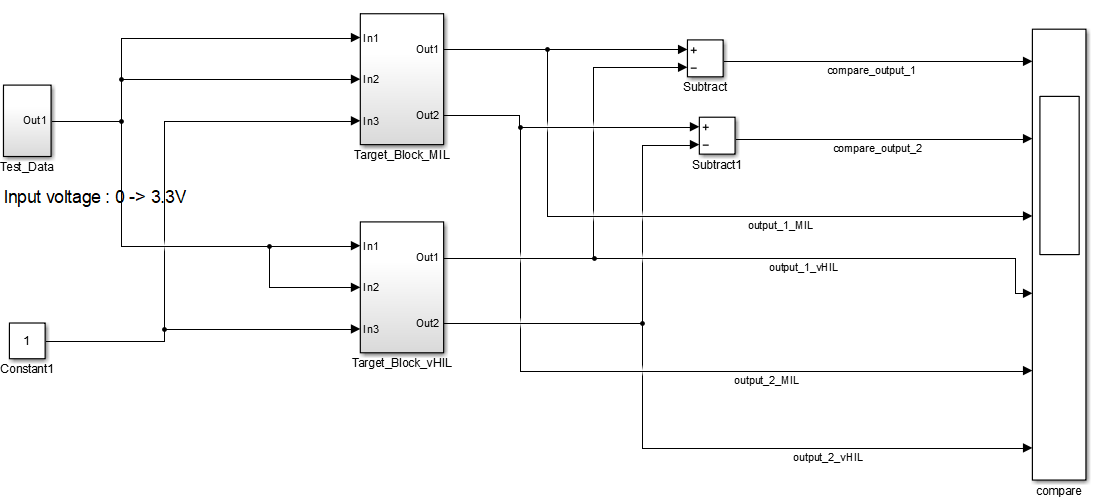 Out1
Test_Data
Input voltage : 0 -> 3.3V
1
Constant1
In1
In2
In3
Out1
Out2
Target_Block_MIL
In1
In2
In3
Out1
Out2
Target_Block_vHIL
+
−
Subtract
+
−
Subtract1
compare_output_1
compare_output_2
output_1_MIL
output_1_vHIL
output_2_MIL
output_2_vHIL
compare